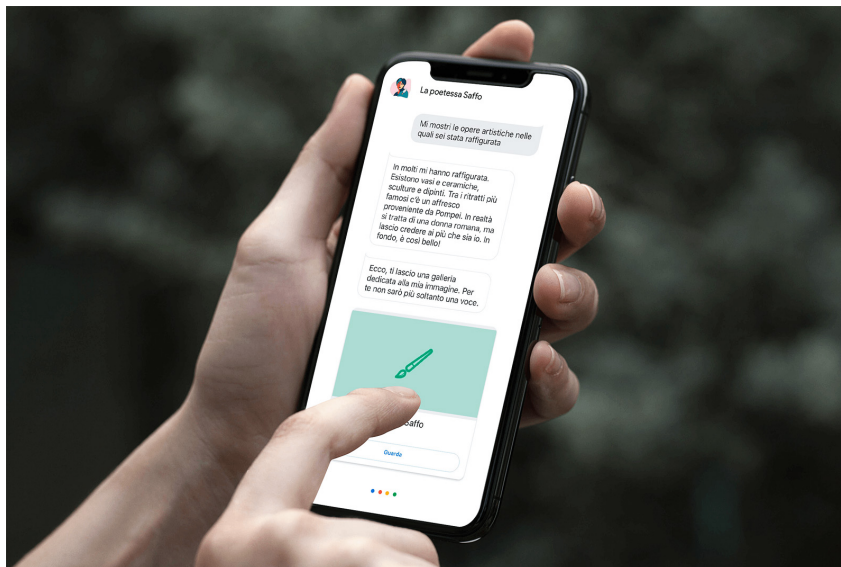 La poetessa Saffo
Mi mostri le opere artistiche nelle
quali sei stata raffigurata
In molti mi hanno raffigurata.
Esistono vasi e ceramiche,
sculture e dipinti. Tra i ritratti più
famosi c'è un affresco
proveniente da Pompei. In realtà
si tratta di una donna romana, ma
lascio credere ai più che sia io. In
fondo, è così bello!
Ecco, ti lascio una galleria
dedicata alla mia immagine. Per
te non sarò più soltanto una voce.
Saffo
Guarda